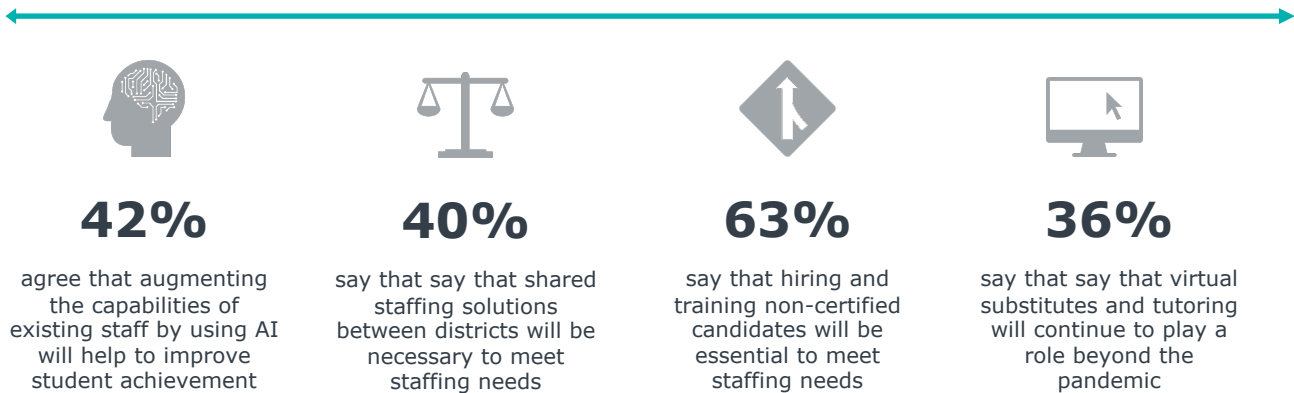 42%
agree that augmenting
the capabilities of
existing staff by using AI
will help to improve
student achievement
40%
say that say that shared
staffing solutions
between districts will be
necessary to meet
staffing needs
63%
say that hiring and
training non-certified
candidates will be
essential to meet
staffing needs
36%
say that say that virtual
substitutes and tutoring
will continue to play a
role beyond the
pandemic